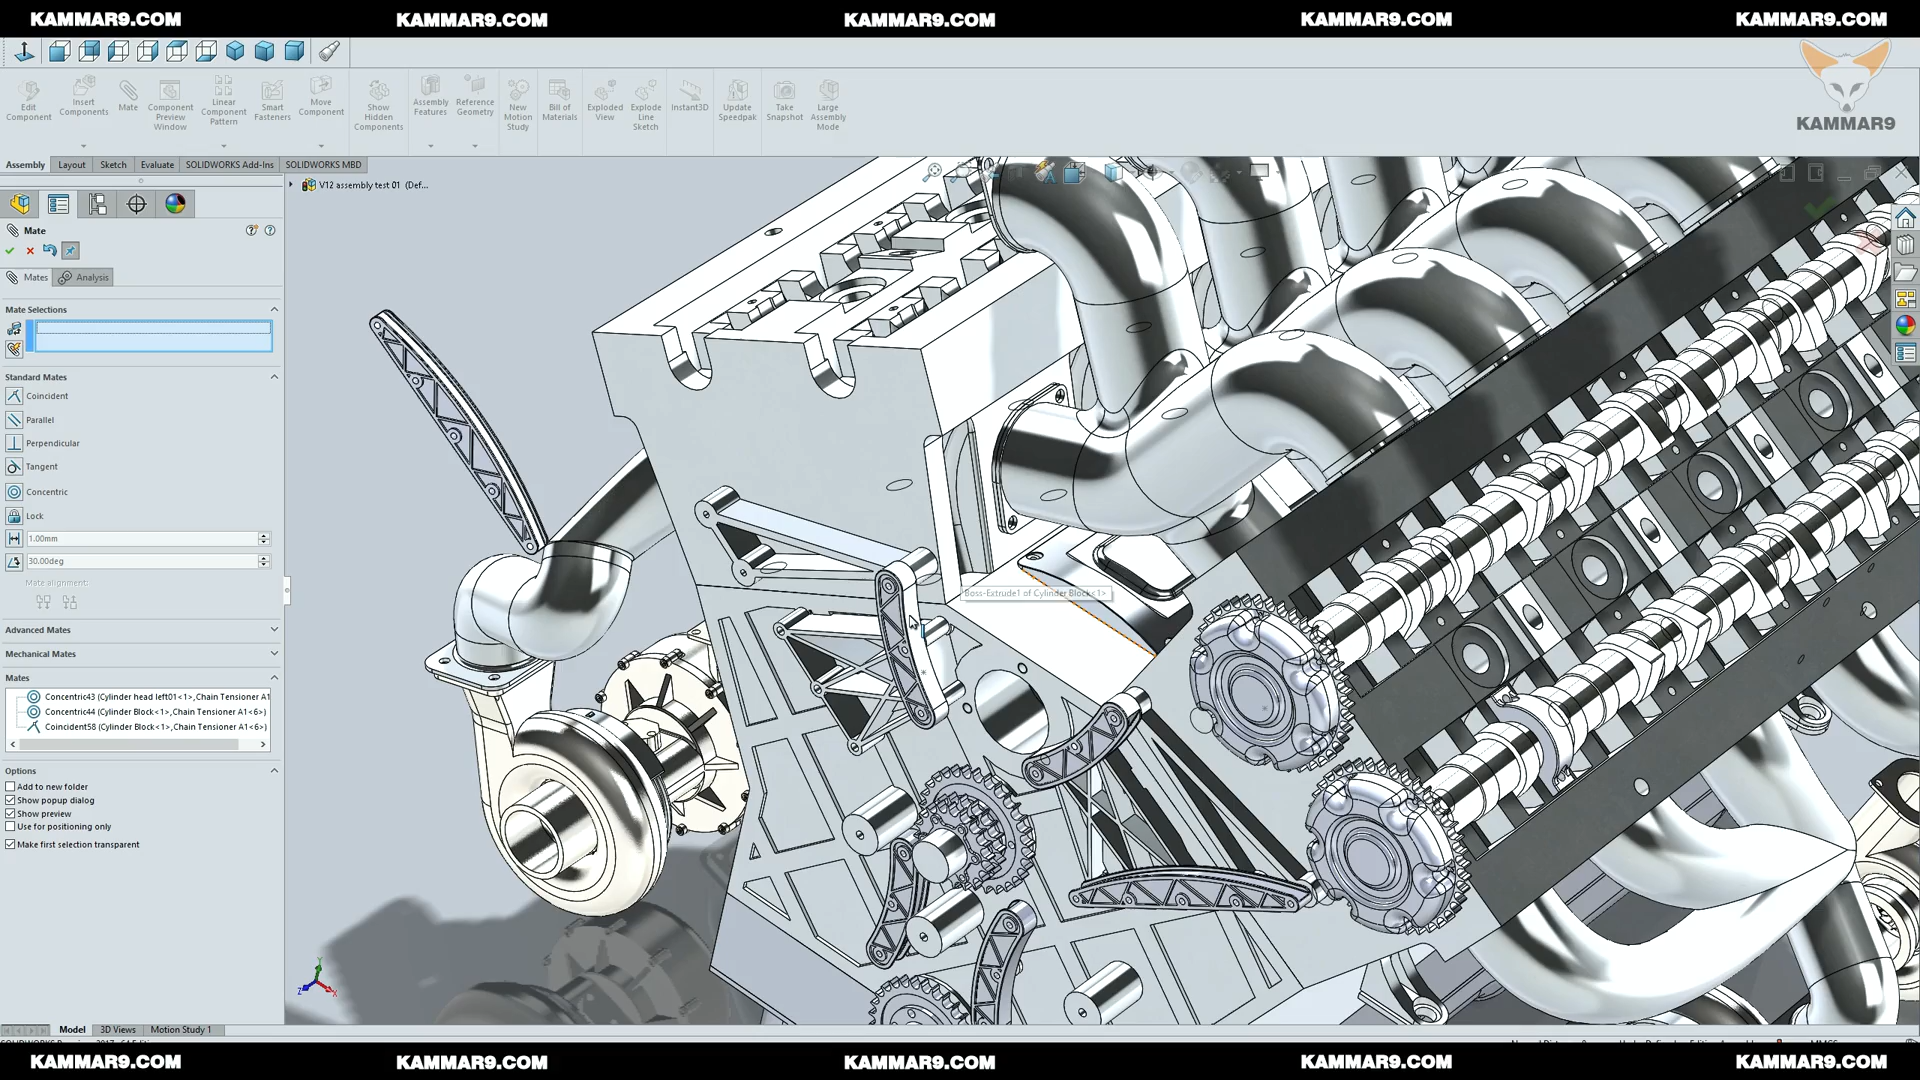 KAMMAR9.COM KAMMAR9.COM KAMMAR9.COM KAMMAR9.COM KAMMAR9.COM
KAMMAR9
Edit Component
Insert Components
Mate
Component Preview Window
Linear Component Pattern
Smart Fasteners
Move Component
Show Hidden Components
Assembly Features
Reference Geometry
New Motion Study
Bill of Materials
Exploded View
Explode Line Sketch
Instant3D
Update Speedpak
Take Snapshot
Large Assembly Mode
Assembly Layout Sketch Evaluate SOLIDWORKS Add-Ins SOLIDWORKS MBD
V12 assembly test 01 (Def...
Mate
Mates Analysis
Mate Selections
Standard Mates
Coincident
Parallel
Perpendicular
Tangent
Concentric
Lock
1.00mm
30.00deg
Mate alignment:
Advanced Mates
Mechanical Mates
Mates
Concentric43 (Cylinder head left01<1>,Chain Tensioner A1
Concentric44 (Cylinder Block<1>,Chain Tensioner A1<6>)
Coincident58 (Cylinder Block<1>,Chain Tensioner A1<6>)
Options
Add to new folder
Show popup dialog
Show preview
Use for positioning only
Make first selection transparent
Boss-Extrude1 of Cylinder Block<1>
Z Y X
Model 3D Views Motion Study 1
KAMMAR9.COM KAMMAR9.COM KAMMAR9.COM KAMMAR9.COM KAMMAR9.COM